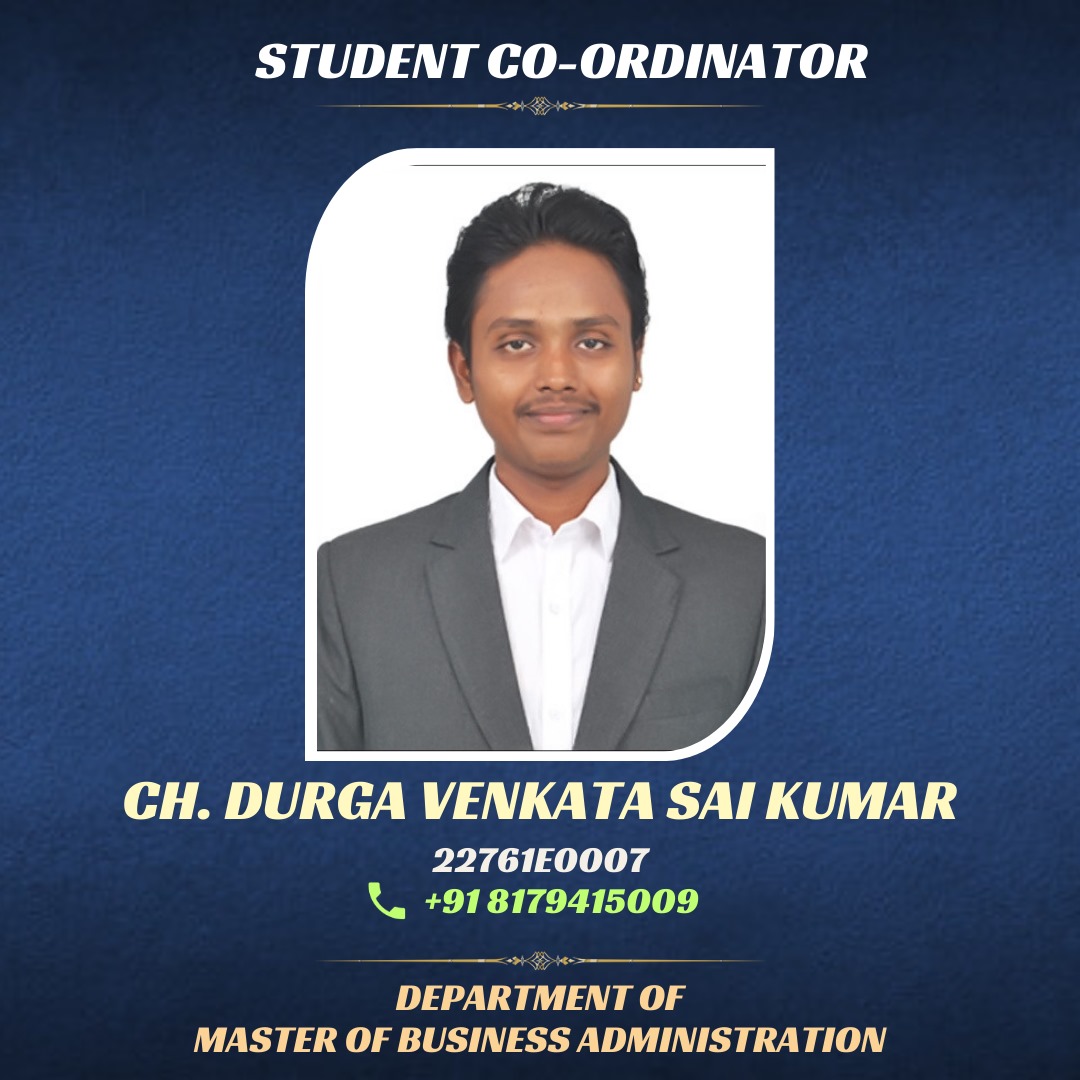 STUDENT CO-ORDINATOR
CH. DURGA VENKATA SAI KUMAR
22761E0007
+91 8179415009
DEPARTMENT OF
MASTER OF BUSINESS ADMINISTRATION